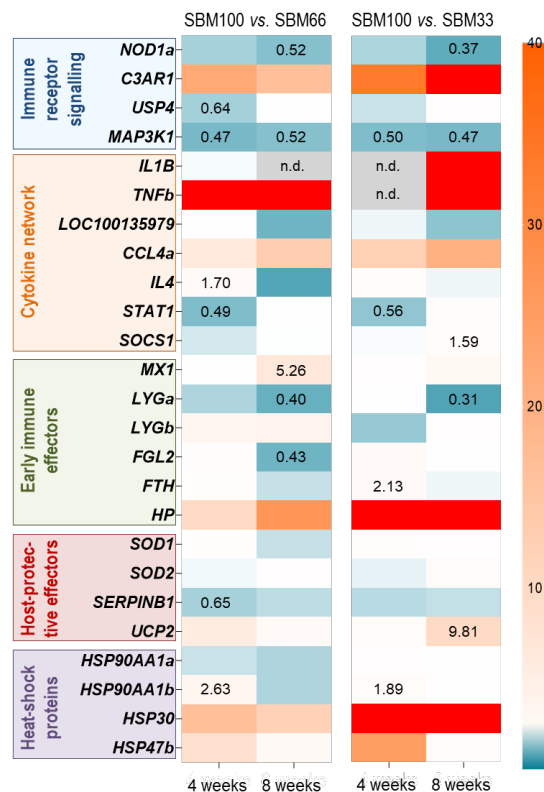 SBM100 vs. SBM66 SBM100 vs. SBM33
Immune
receptor
signalling
NOD1a 0.52 0.37
C3AR1
USP4 0.64
MAP3K1 0.47 0.52 0.50 0.47
Cytokine network
IL1B n.d. n.d.
TNFb n.d.
LOC100135979
CCL4a
IL4 1.70
STAT1 0.49 0.56
SOCS1 1.59
Early immune
effectors
MX1 5.26
LYGa 0.40 0.31
LYGb
FGL2 0.43
FTH 2.13
HP
Host-protec-
tive effectors
SOD1
SOD2
SERPINB1 0.65
UCP2 9.81
Heat-shock
proteins
HSP90AA1a
HSP90AA1b 2.63 1.89
HSP30
HSP47b
4 weeks 8 weeks 4 weeks 8 weeks
40
30
20
10